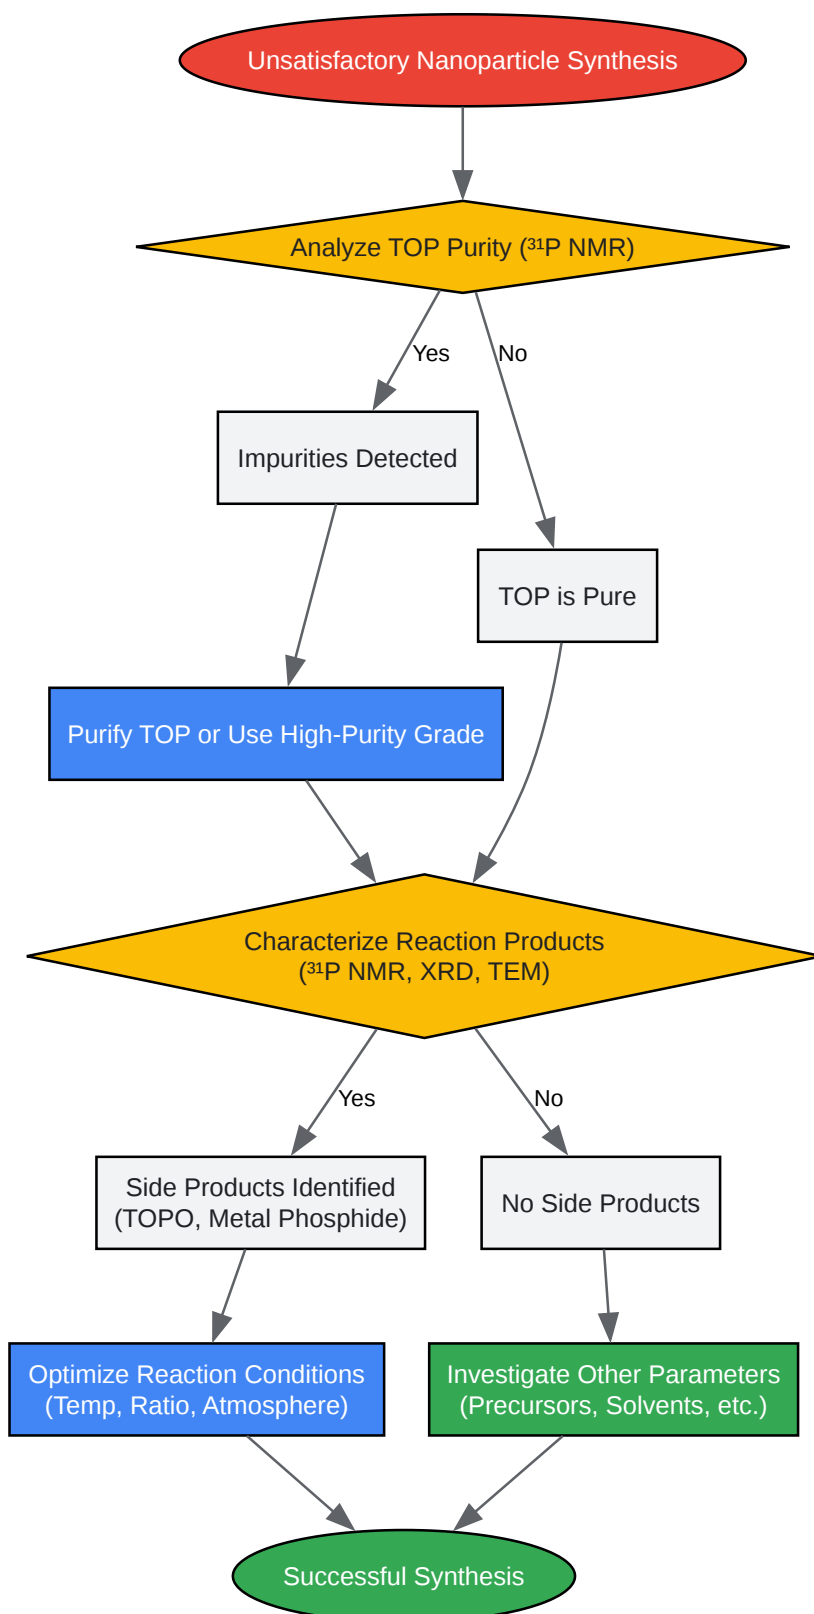 Unsatisfactory Nanoparticle Synthesis
Analyze TOP Purity (³¹P NMR)
Yes
No
Impurities Detected
TOP is Pure
Purify TOP or Use High-Purity Grade
Characterize Reaction Products
(³¹P NMR, XRD, TEM)
Yes
No
Side Products Identified
(TOPO, Metal Phosphide)
No Side Products
Optimize Reaction Conditions
(Temp, Ratio, Atmosphere)
Investigate Other Parameters
(Precursors, Solvents, etc.)
Successful Synthesis